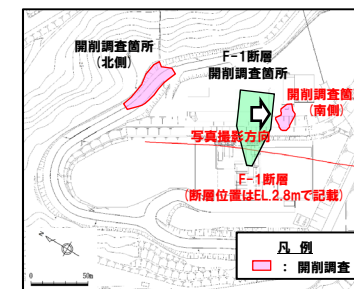 開削調査箇所
(北側)
F-1断層
開削調査箇所
開削調査箇
(南側)
写真撮影方向
F-1断層
(断層位置はEL.2.8mで記載)
N
凡 例
: 開削調査
0 50m